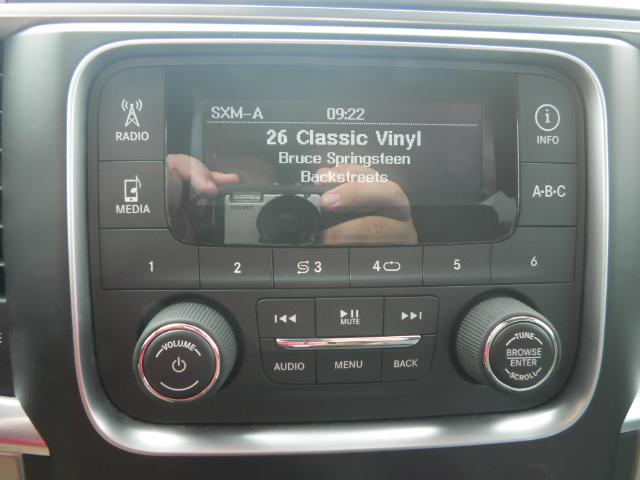 SXM-A 09:22
26 Classic Vinyl
Bruce Springsteen
Backstreets
RADIO
MEDIA
INFO
A-B-C
1 2 3 4 5 6
MUTE
AUDIO MENU BACK
VOLUME
TUNE
BROWSE
ENTER
SCROLL